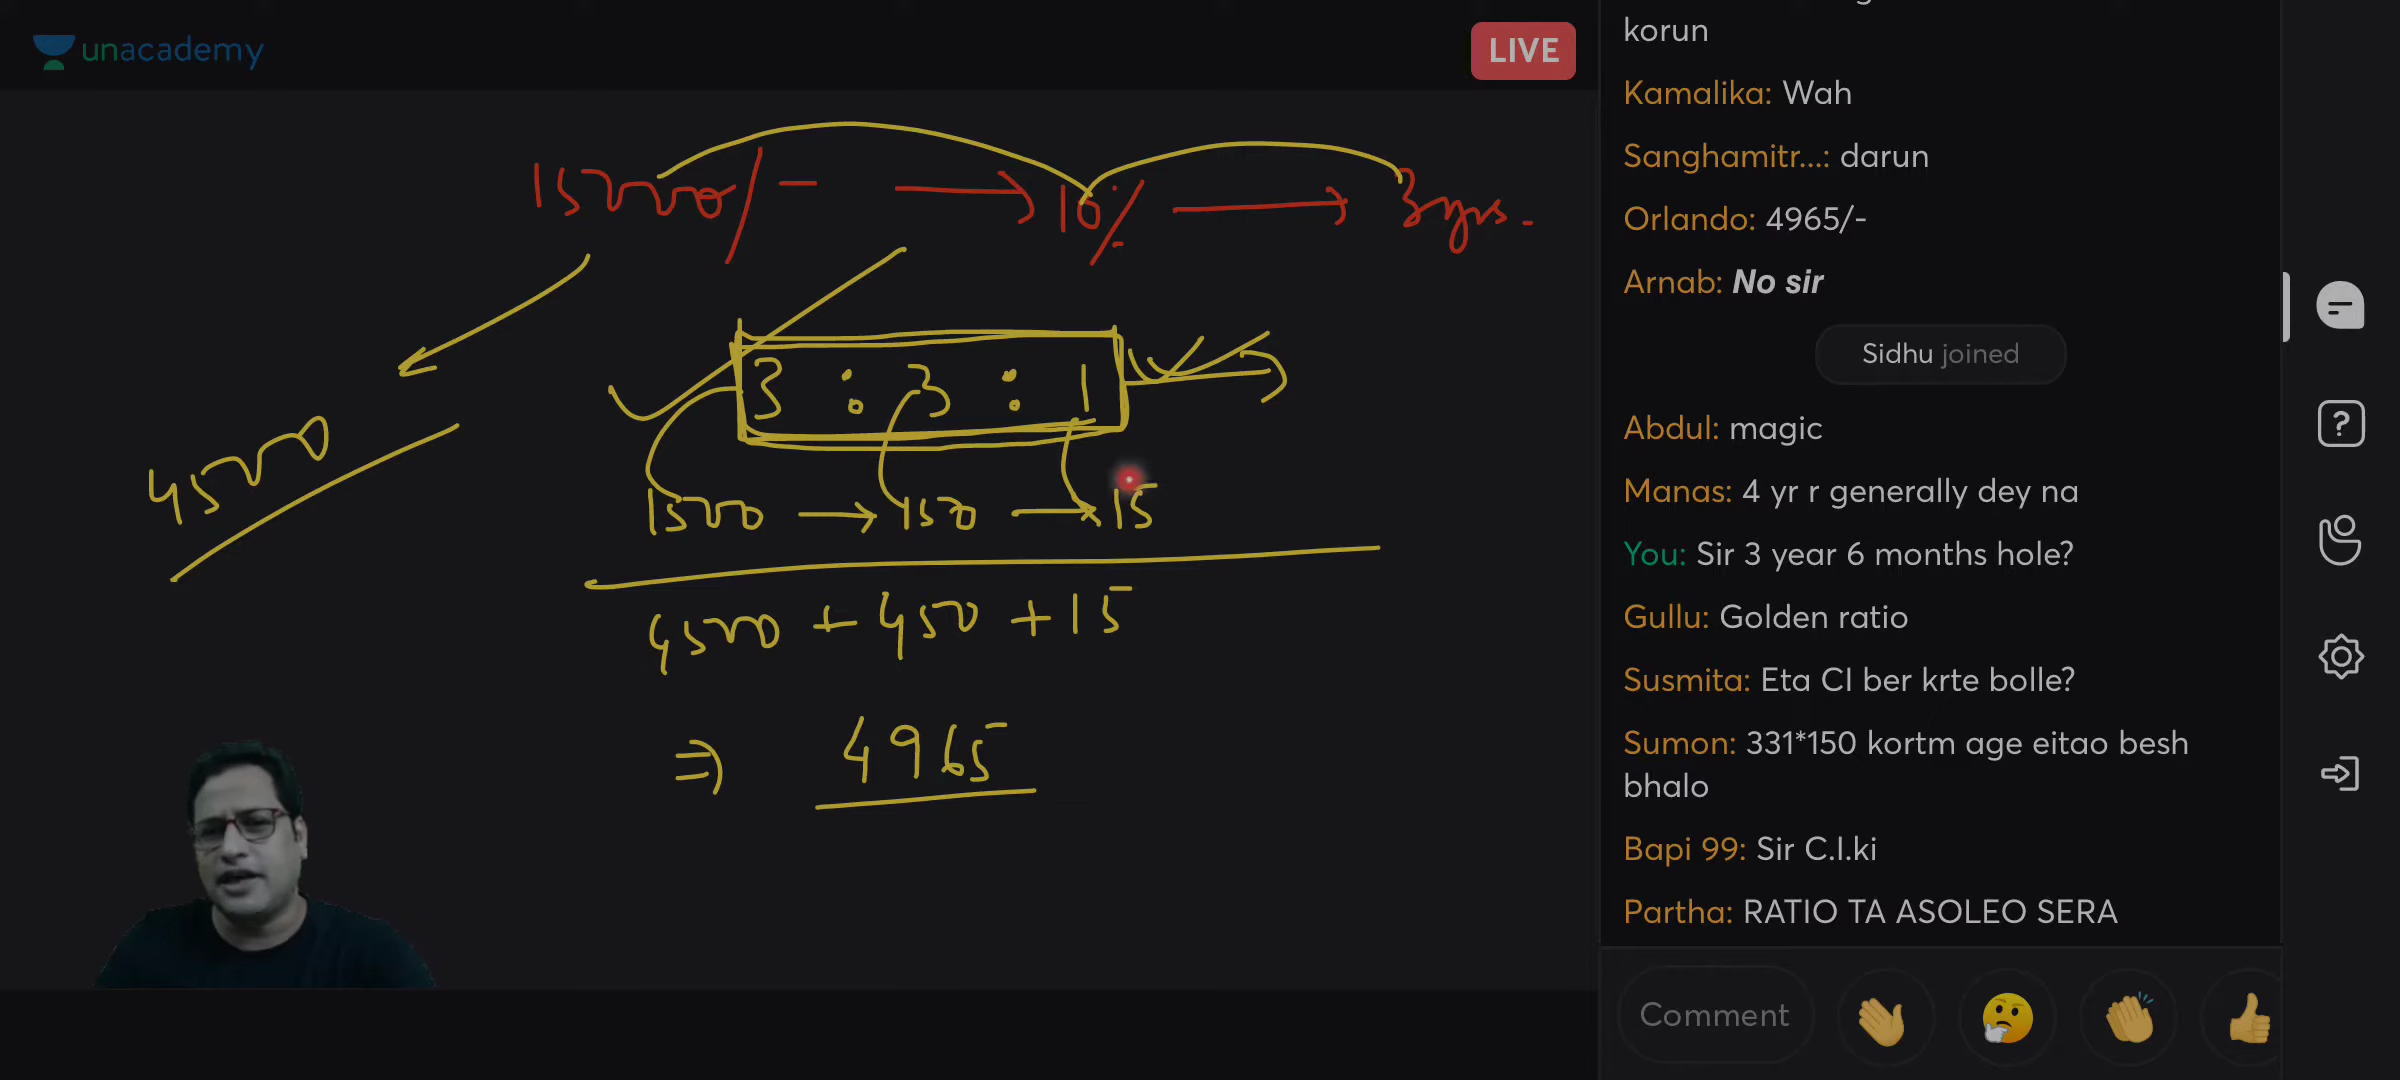 unacademy
LIVE
15000/- → 10% → 3yrs.
3 : 3 : 1
4500
1500 → 150 → 15
4500 + 450 + 15
⇒ 4965
korun
Kamalika: Wah
Sanghamitr...: darun
Orlando: 4965/-
Arnab: No sir
Sidhu joined
Abdul: magic
Manas: 4 yr r generally dey na
You: Sir 3 year 6 months hole?
Gullu: Golden ratio
Susmita: Eta CI ber krte bolle?
Sumon: 331*150 kortm age eitao besh
bhalo
Bapi 99: Sir C.I.ki
Partha: RATIO TA ASOLEO SERA
Comment